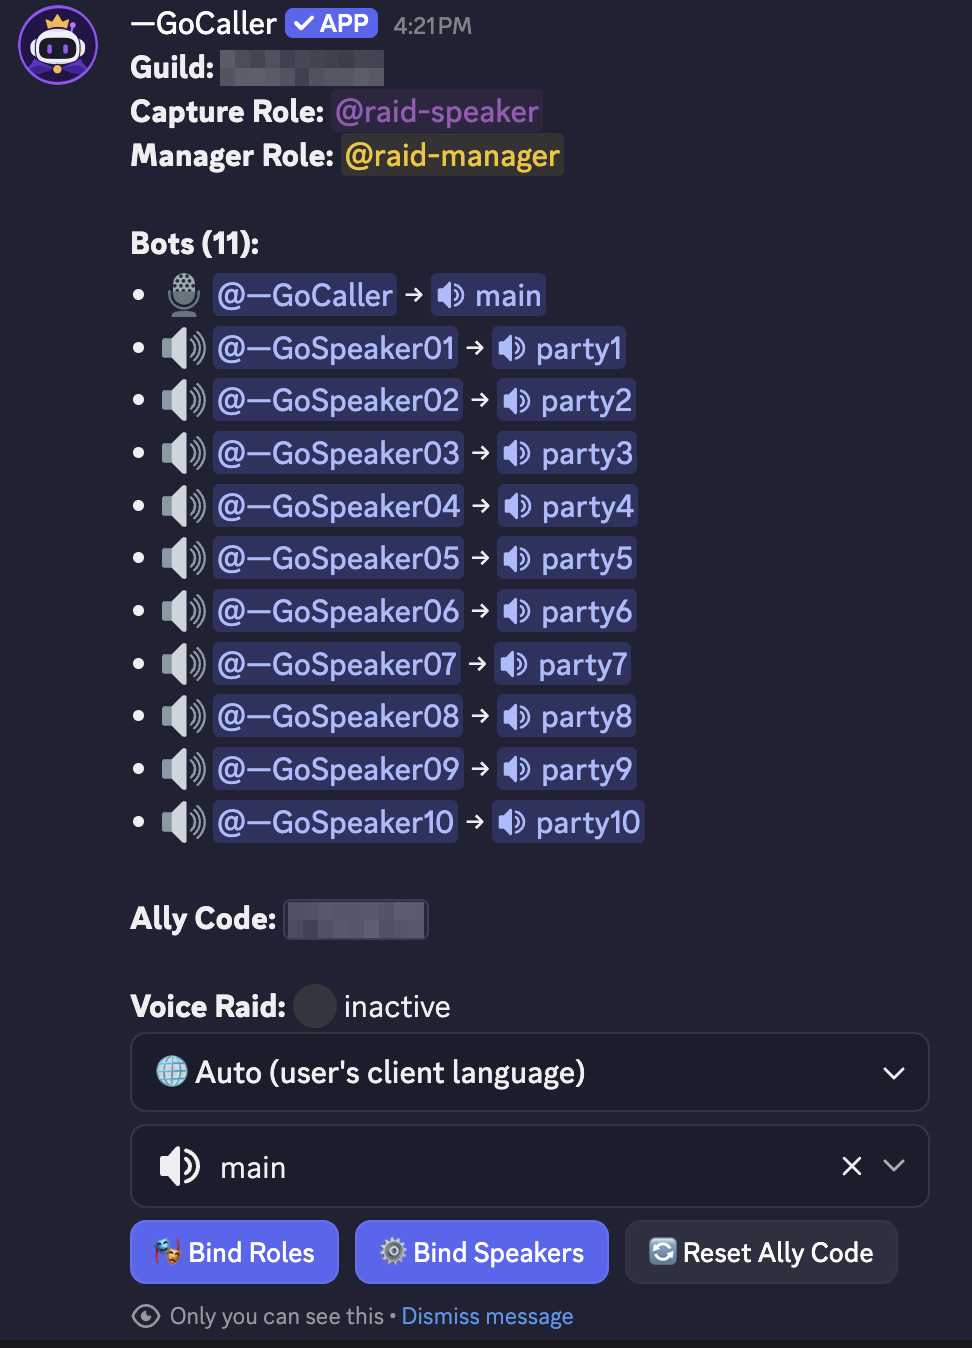 —GoCaller ✓ APP 4:21 PM
Guild:
Capture Role: @raid-speaker
Manager Role: @raid-manager
Bots (11):
• @—GoCaller → main
• @—GoSpeaker01 → party1
• @—GoSpeaker02 → party2
• @—GoSpeaker03 → party3
• @—GoSpeaker04 → party4
• @—GoSpeaker05 → party5
• @—GoSpeaker06 → party6
• @—GoSpeaker07 → party7
• @—GoSpeaker08 → party8
• @—GoSpeaker09 → party9
• @—GoSpeaker10 → party10
Ally Code:
Voice Raid: inactive
Auto (user's client language)
main
Bind Roles Bind Speakers Reset Ally Code
Only you can see this • Dismiss message